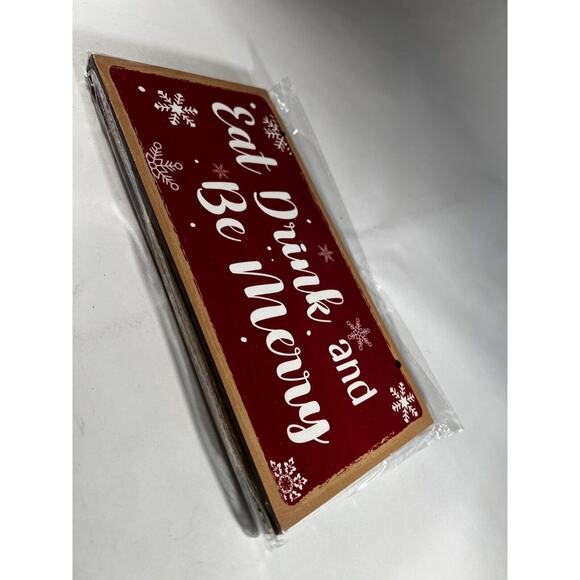 Eat Drink and
Be Merry